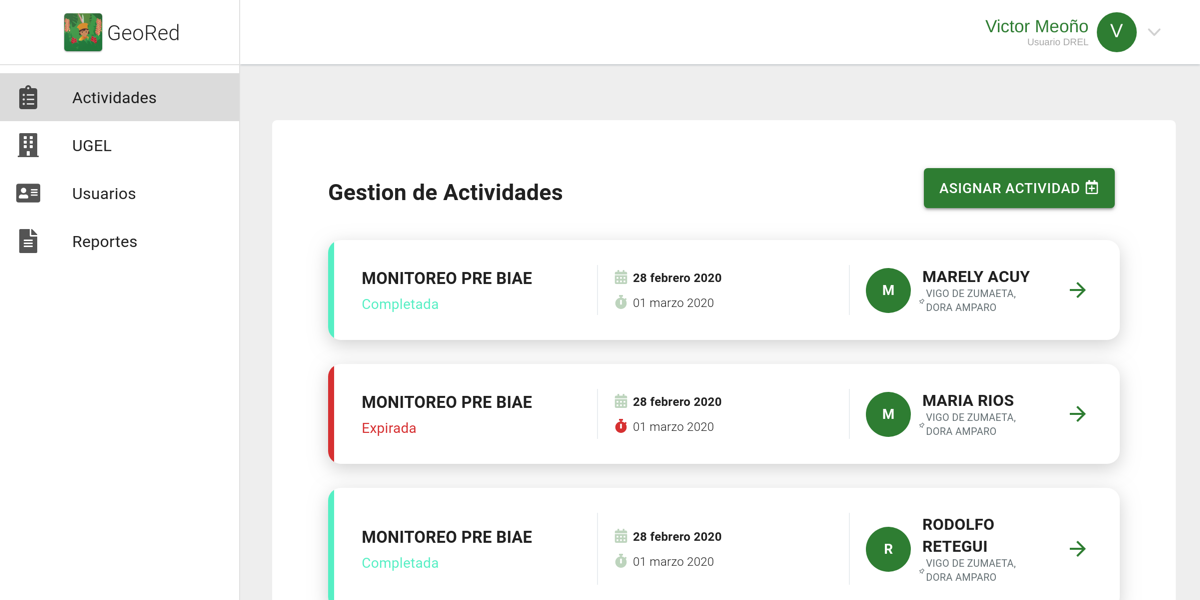 GeoRed
Victor Meoño
Usuario DREL
V
Actividades
UGEL
Usuarios
Reportes
Gestion de Actividades
ASIGNAR ACTIVIDAD
MONITOREO PRE BIAE
Completada
28 febrero 2020
01 marzo 2020
M
MARELY ACUY
VIGO DE ZUMAETA,
DORA AMPARO
MONITOREO PRE BIAE
Expirada
28 febrero 2020
01 marzo 2020
M
MARIA RIOS
VIGO DE ZUMAETA,
DORA AMPARO
MONITOREO PRE BIAE
Completada
28 febrero 2020
01 marzo 2020
R
RODOLFO
RETEGUI
VIGO DE ZUMAETA,
DORA AMPARO